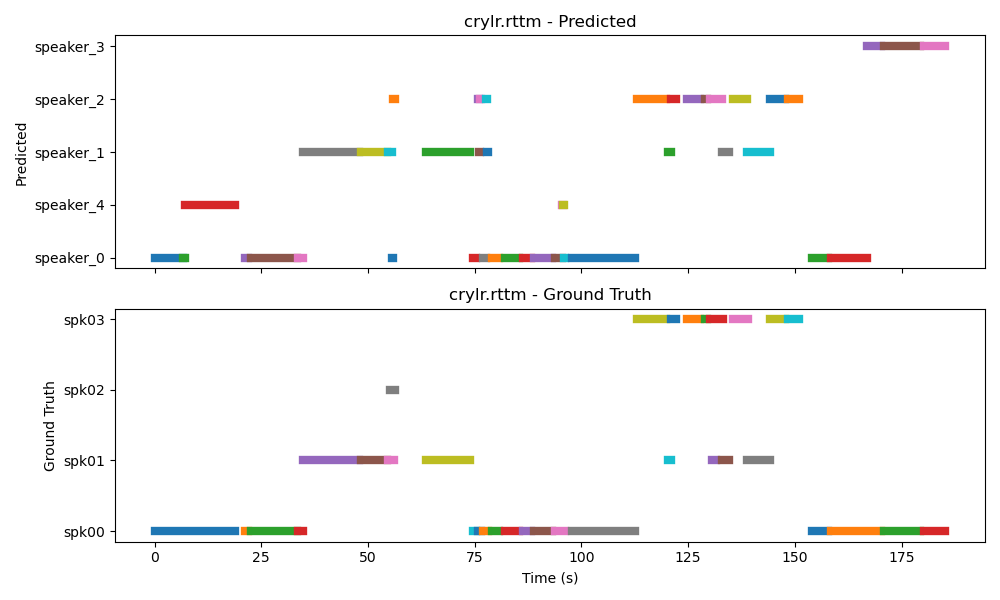 crylr.rttm - Predicted
speaker_3
speaker_2
speaker_1
speaker_4
speaker_0
Predicted
crylr.rttm - Ground Truth
spk03
spk02
spk01
spk00
Ground Truth
0 25 50 75 100 125 150 175
Time (s)